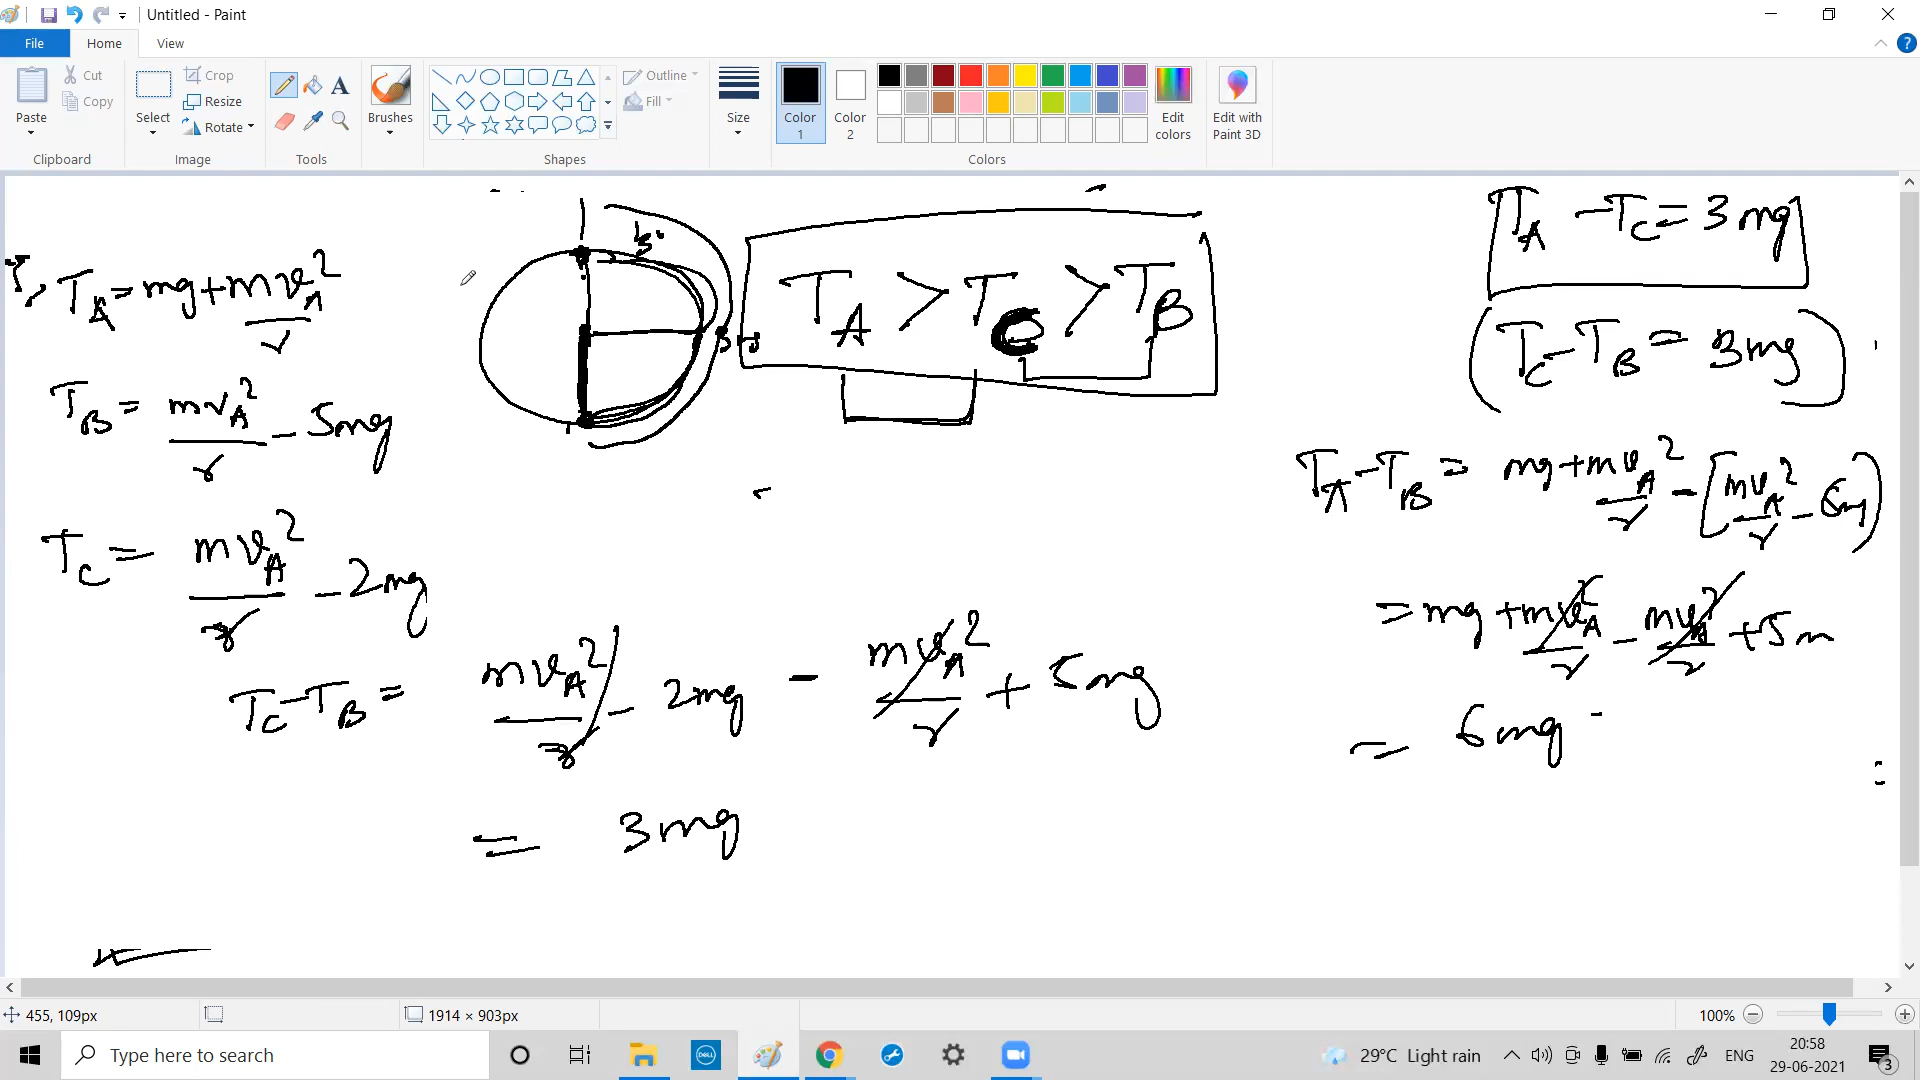 Untitled - Paint
File Home View
Paste Cut Copy Clipboard
Select Crop Resize Rotate Image
Tools
Brushes
Shapes Outline Fill
Size
Color 1 Color 2 Edit colors Edit with Paint 3D Colors
T_A = mg + mv_A²/r
T_B = mv_A²/r - 5mg
T_C = mv_A²/r - 2mg
T_C - T_B = mv_A²/r - 2mg - mv_A²/r + 5mg
= 3mg
T_A > T_C > T_B
T_A - T_C = 3mg
(T_C - T_B = 3mg)
T_A - T_B = mg + mv_A²/r - [mv_A²/r - 5mg]
= mg + mv_A²/r - mv_A²/r + 5m
= 6mg
455, 109px
1914 × 903px
100%
Type here to search
DELL
29°C Light rain
ENG
20:58
29-06-2021
3